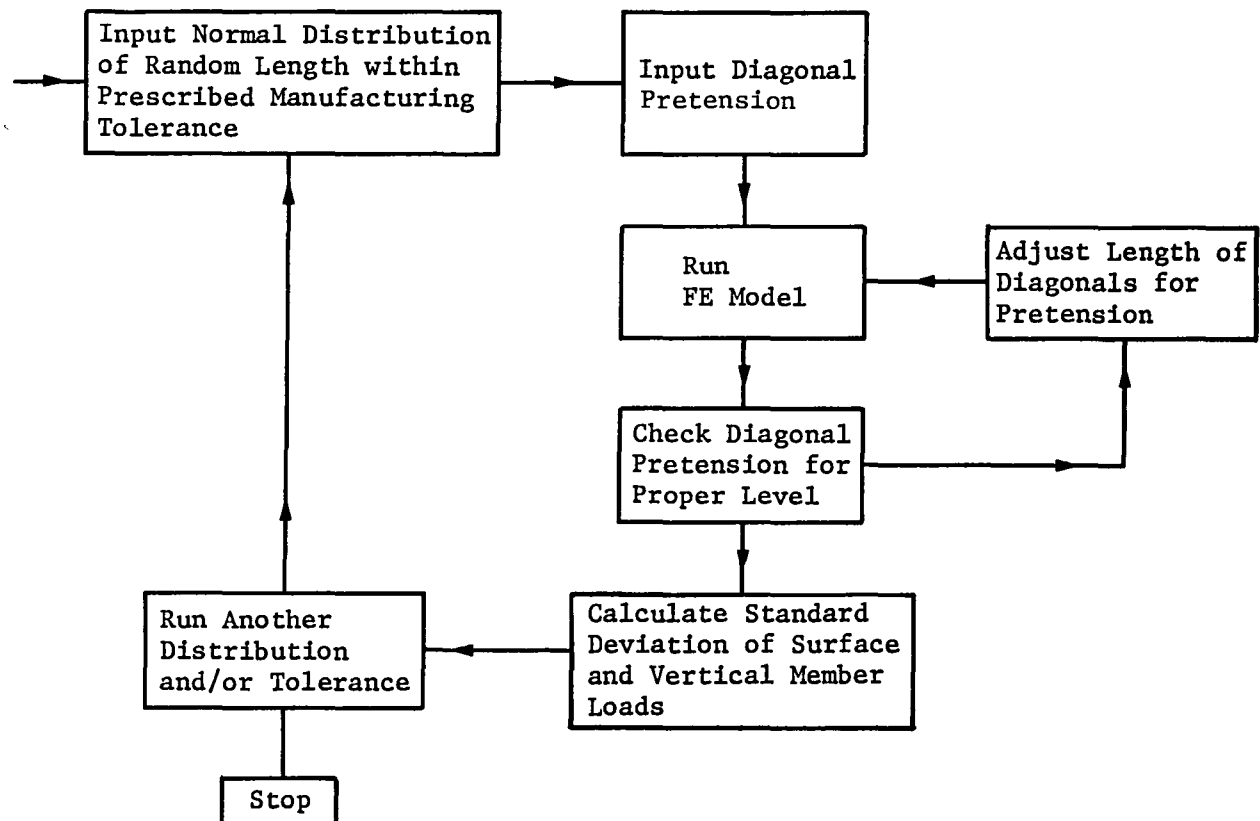 Input Normal Distribution
of Random Length within
Prescribed Manufacturing
Tolerance
Input Diagonal
Pretension
Run
FE Model
Adjust Length of
Diagonals for
Pretension
Check Diagonal
Pretension for
Proper Level
Calculate Standard
Deviation of Surface
and Vertical Member
Loads
Run Another
Distribution
and/or Tolerance
Stop